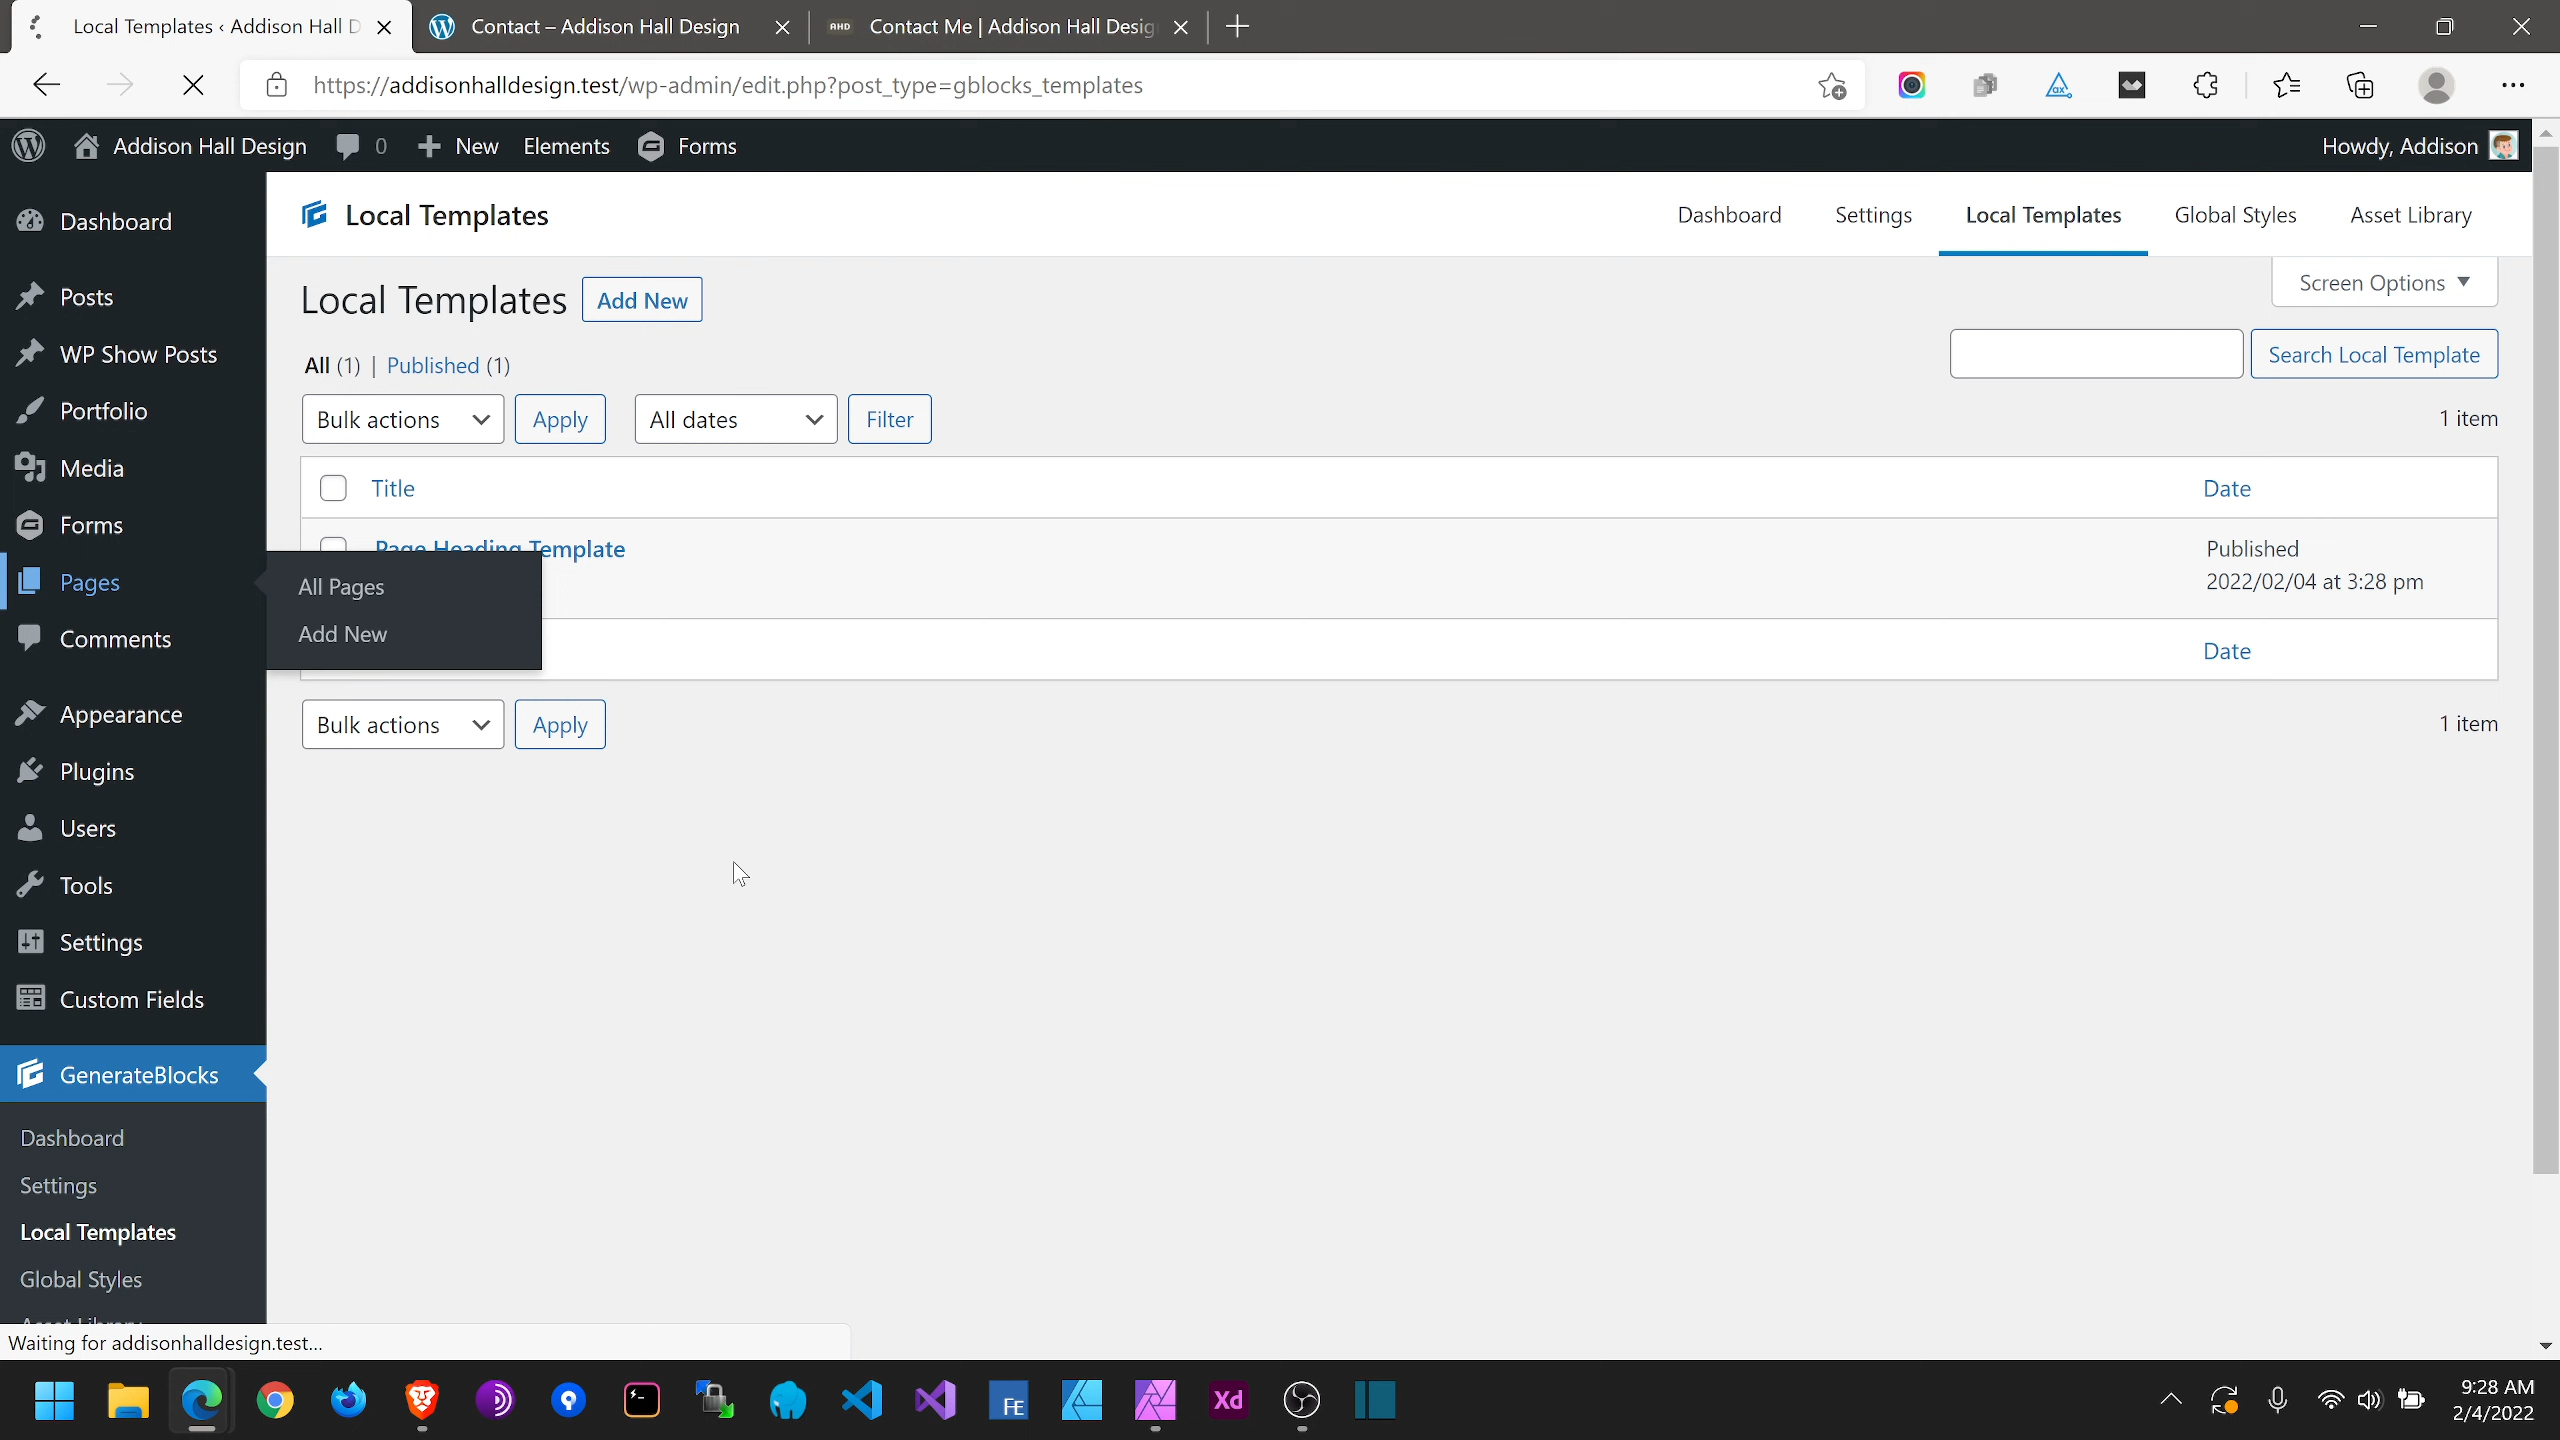 Local Templates ‹ Addison Hall D
Contact – Addison Hall Design
AHD
Contact Me | Addison Hall Desig
https://addisonhalldesign.test/wp-admin/edit.php?post_type=gblocks_templates
Addison Hall Design
0
New
Elements
Forms
Howdy, Addison
Local Templates
Dashboard
Settings
Local Templates
Global Styles
Asset Library
Screen Options
Local Templates
Add New
All (1) | Published (1)
Search Local Template
Bulk actions
Apply
All dates
Filter
1 item
Title
Date
Page Heading Template
Published
2022/02/04 at 3:28 pm
Date
Bulk actions
Apply
1 item
Dashboard
Posts
WP Show Posts
Portfolio
Media
Forms
Pages
All Pages
Add New
Comments
Appearance
Plugins
Users
Tools
Settings
Custom Fields
GenerateBlocks
Dashboard
Settings
Local Templates
Global Styles
Asset Library
Waiting for addisonhalldesign.test...
FE
Xd
9:28 AM
2/4/2022